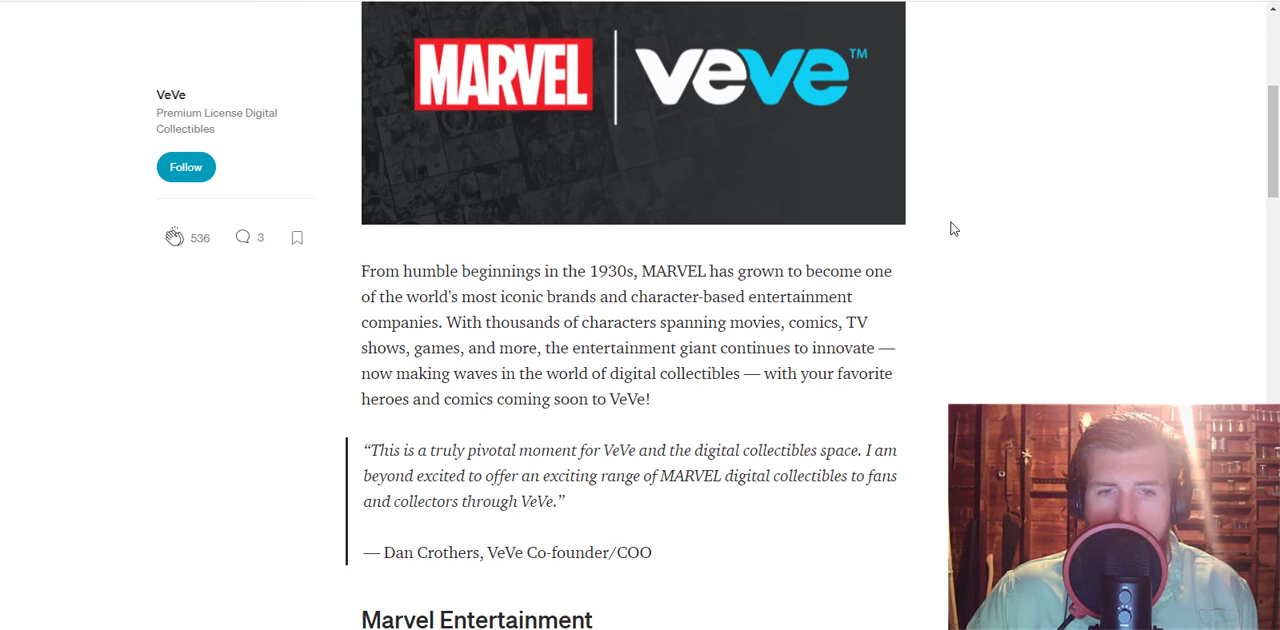 MARVEL veve™
VeVe
Premium License Digital
Collectibles
Follow
536 3
From humble beginnings in the 1930s, MARVEL has grown to become one
of the world's most iconic brands and character-based entertainment
companies. With thousands of characters spanning movies, comics, TV
shows, games, and more, the entertainment giant continues to innovate —
now making waves in the world of digital collectibles — with your favorite
heroes and comics coming soon to VeVe!
“This is a truly pivotal moment for VeVe and the digital collectibles space. I am
beyond excited to offer an exciting range of MARVEL digital collectibles to fans
and collectors through VeVe.”
— Dan Crothers, VeVe Co-founder/COO
Marvel Entertainment